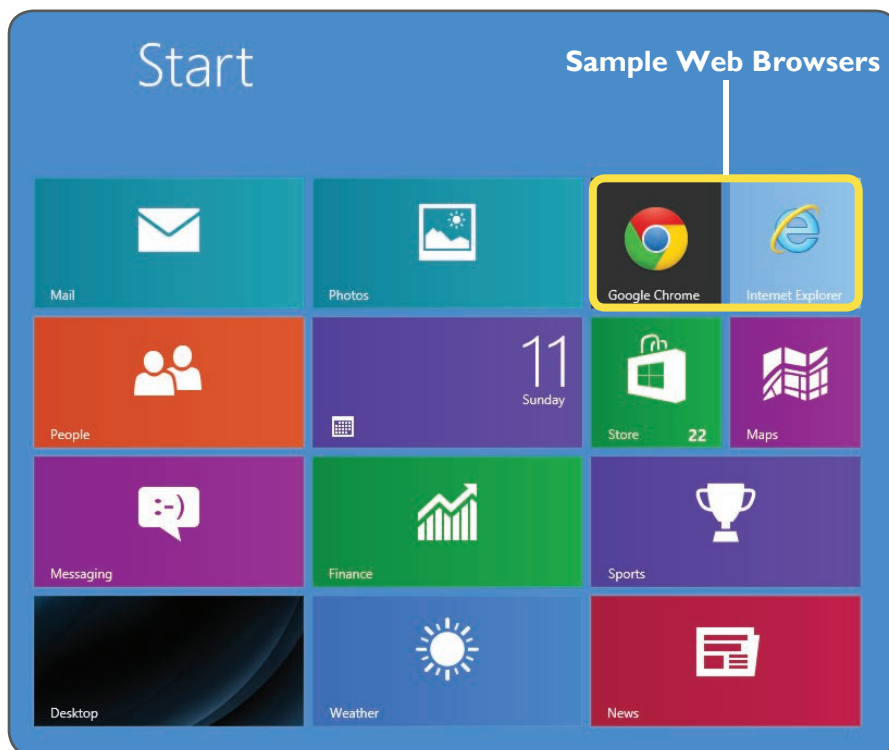 Start
Sample Web Browsers
Mail
Photos
Google Chrome
Internet Explorer
People
11
Sunday
Store 22
Maps
Messaging
:-)
Finance
Sports
Desktop
Weather
News